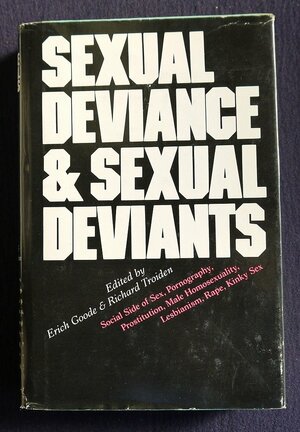 SEXUAL
DEVIANCE
& SEXUAL
DEVIANTS
Edited by
Erich Goode & Richard Troiden
Social Side of Sex, Pornography,
Prostitution, Male Homosexuality,
Lesbianism, Rape, Kinky Sex